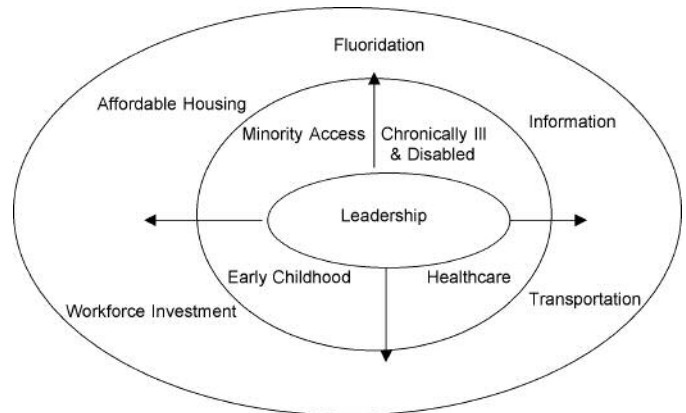 Fluoridation
Affordable Housing
Information
Minority Access
Chronically Ill
& Disabled
Leadership
Early Childhood
Healthcare
Workforce Investment
Transportation